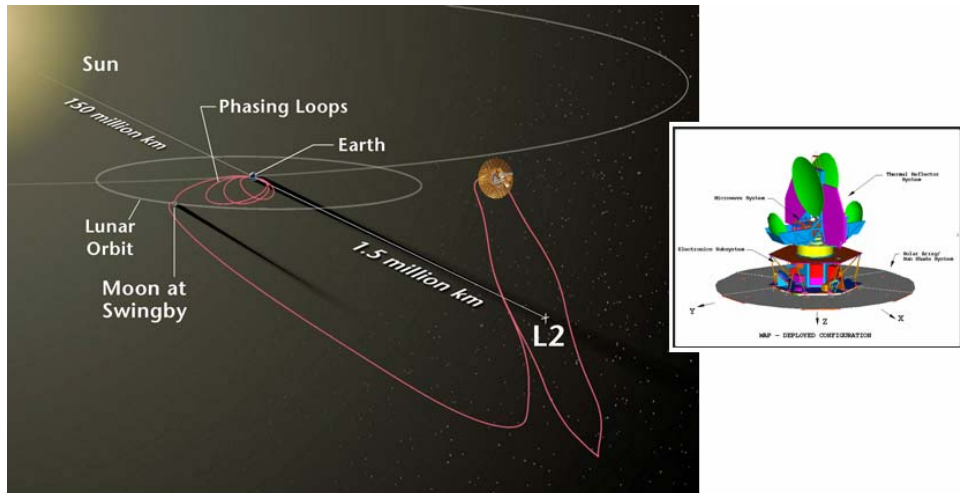 Sun
150 million km
Phasing Loops
Earth
Lunar
Orbit
Moon at
Swingby
1.5 million km
L2
Thermal Reflector
System
Microwave System
Electronics Subsystem
Solar Array/
Sun Shade System
Y
Z
X
MAP - DEPLOYED CONFIGURATION